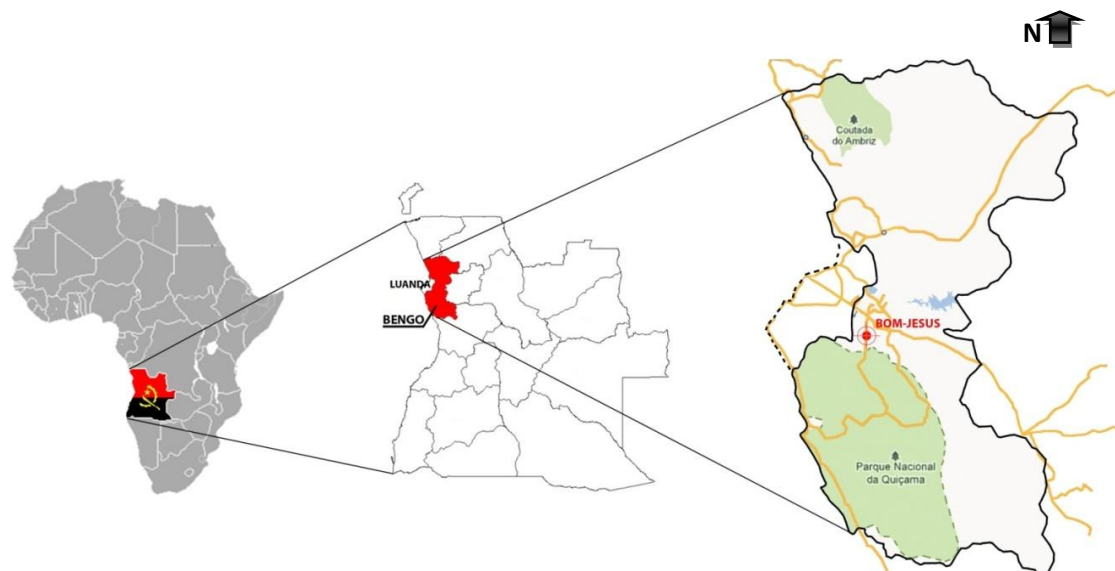 N
Coutada
do Ambriz
LUANDA
BENGO
BOM-JESUS
Parque Nacional
da Quiçama